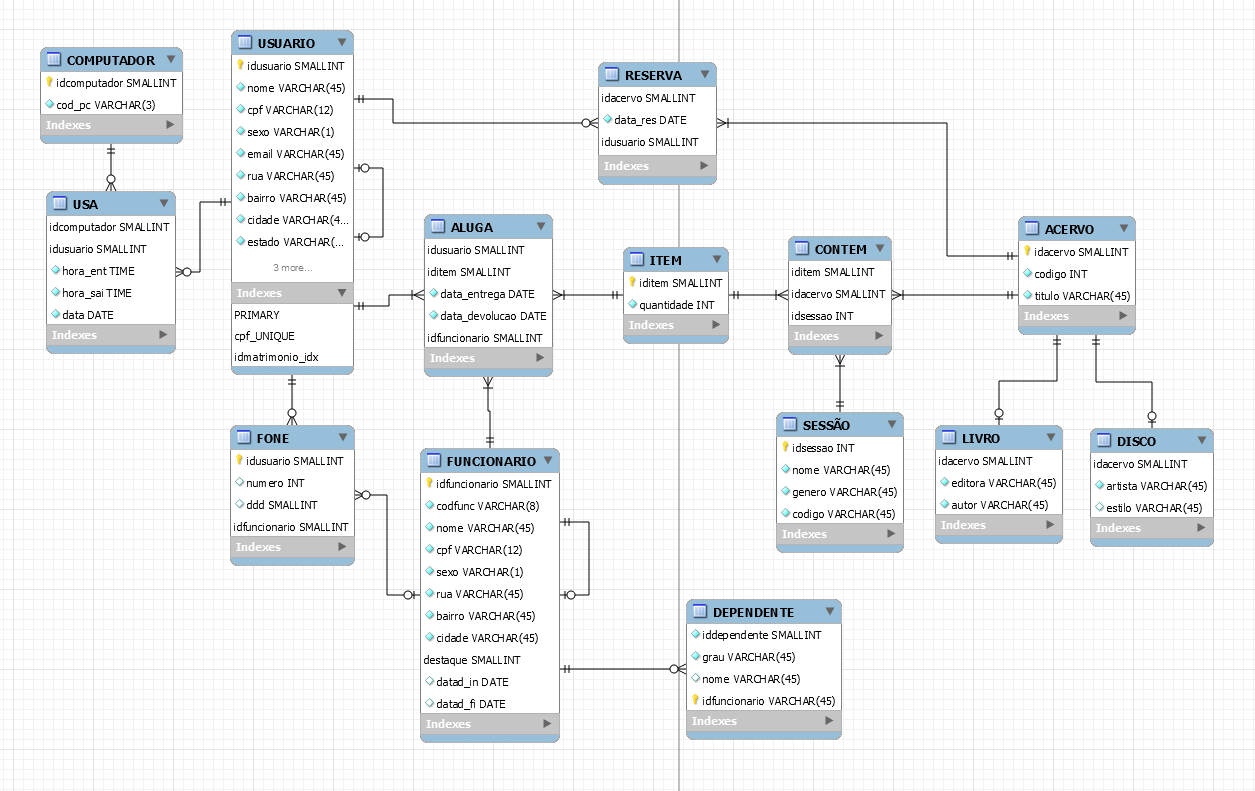 COMPUTADOR
idcomputador SMALLINT
cod_pc VARCHAR(3)
Indexes
USUARIO
idusuario SMALLINT
nome VARCHAR(45)
cpf VARCHAR(12)
sexo VARCHAR(1)
email VARCHAR(45)
rua VARCHAR(45)
bairro VARCHAR(45)
cidade VARCHAR(4...
estado VARCHAR(...
3 more...
Indexes
PRIMARY
cpf_UNIQUE
idmatrimonio_idx
RESERVA
idacervo SMALLINT
data_res DATE
idusuario SMALLINT
Indexes
USA
idcomputador SMALLINT
idusuario SMALLINT
hora_ent TIME
hora_sai TIME
data DATE
Indexes
ALUGA
idusuario SMALLINT
iditem SMALLINT
data_entrega DATE
data_devolucao DATE
idfuncionario SMALLINT
Indexes
ITEM
iditem SMALLINT
quantidade INT
Indexes
CONTEM
iditem SMALLINT
idacervo SMALLINT
idsessao INT
Indexes
ACERVO
idacervo SMALLINT
codigo INT
titulo VARCHAR(45)
Indexes
FONE
idusuario SMALLINT
numero INT
ddd SMALLINT
idfuncionario SMALLINT
Indexes
FUNCIONARIO
idfuncionario SMALLINT
codfunc VARCHAR(8)
nome VARCHAR(45)
cpf VARCHAR(12)
sexo VARCHAR(1)
rua VARCHAR(45)
bairro VARCHAR(45)
cidade VARCHAR(45)
destaque SMALLINT
datad_in DATE
datad_fi DATE
Indexes
SESSÃO
idsessao INT
nome VARCHAR(45)
genero VARCHAR(45)
codigo VARCHAR(45)
Indexes
LIVRO
idacervo SMALLINT
editora VARCHAR(45)
autor VARCHAR(45)
Indexes
DISCO
idacervo SMALLINT
artista VARCHAR(45)
estilo VARCHAR(45)
Indexes
DEPENDENTE
iddependente SMALLINT
grau VARCHAR(45)
nome VARCHAR(45)
idfuncionario VARCHAR(45)
Indexes